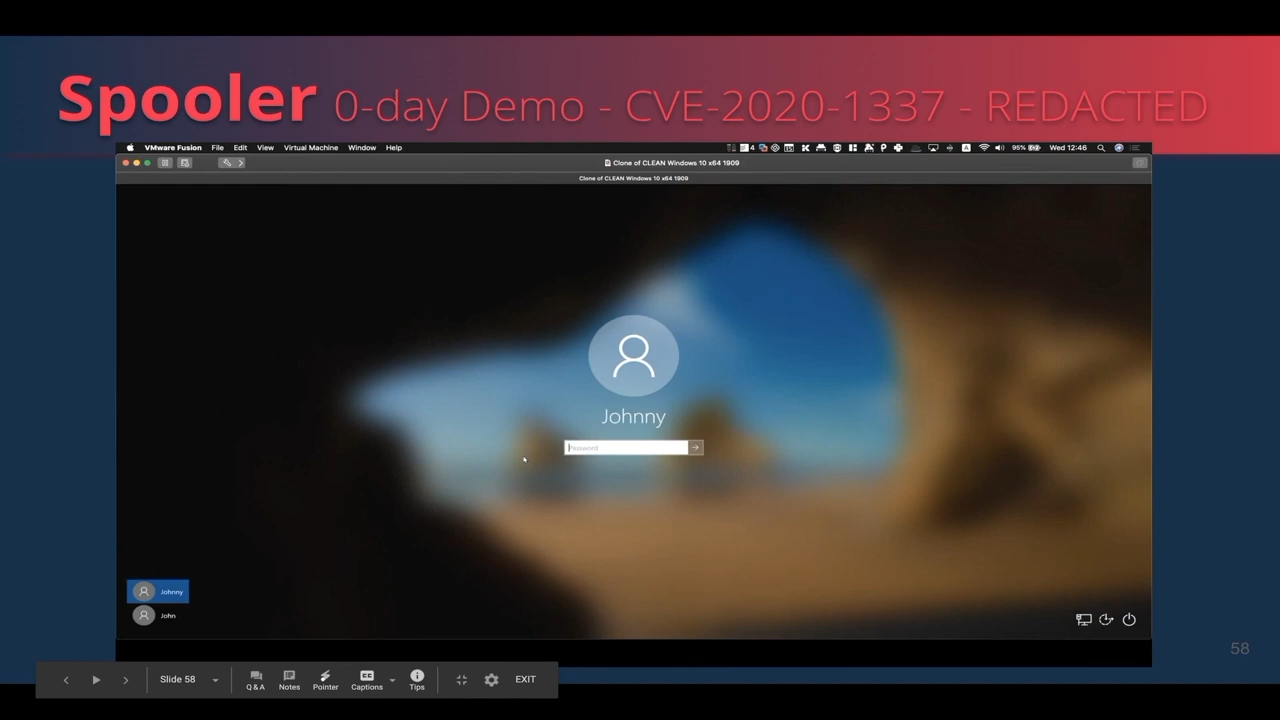 Spooler 0-day Demo - CVE-2020-1337 - REDACTED
VMware Fusion File Edit View Virtual Machine Window Help 4 95% Wed 12:46
Clone of CLEAN Windows 10 x64 1909
Clone of CLEAN Windows 10 x64 1909
Johnny
Password
Johnny
John
58
Slide 58 Q&A Notes Pointer Captions Tips EXIT